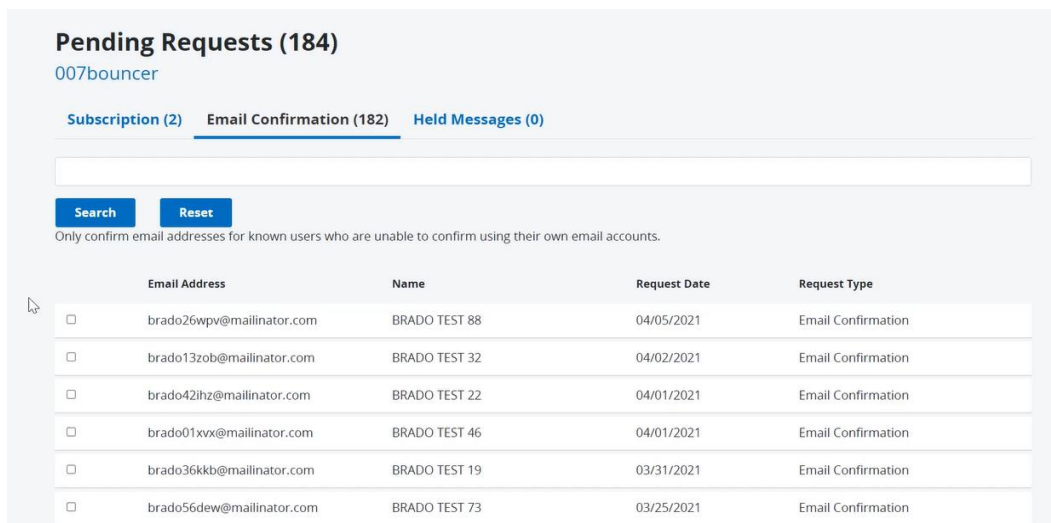 Pending Requests (184)
007bouncer
Subscription (2) Email Confirmation (182) Held Messages (0)
Search Reset
Only confirm email addresses for known users who are unable to confirm using their own email accounts.
Email Address Name Request Date Request Type
brado26wpv@mailinator.com BRADO TEST 88 04/05/2021 Email Confirmation
brado13zob@mailinator.com BRADO TEST 32 04/02/2021 Email Confirmation
brado42ihz@mailinator.com BRADO TEST 22 04/01/2021 Email Confirmation
brado01xvx@mailinator.com BRADO TEST 46 04/01/2021 Email Confirmation
brado36kkb@mailinator.com BRADO TEST 19 03/31/2021 Email Confirmation
brado56dew@mailinator.com BRADO TEST 73 03/25/2021 Email Confirmation